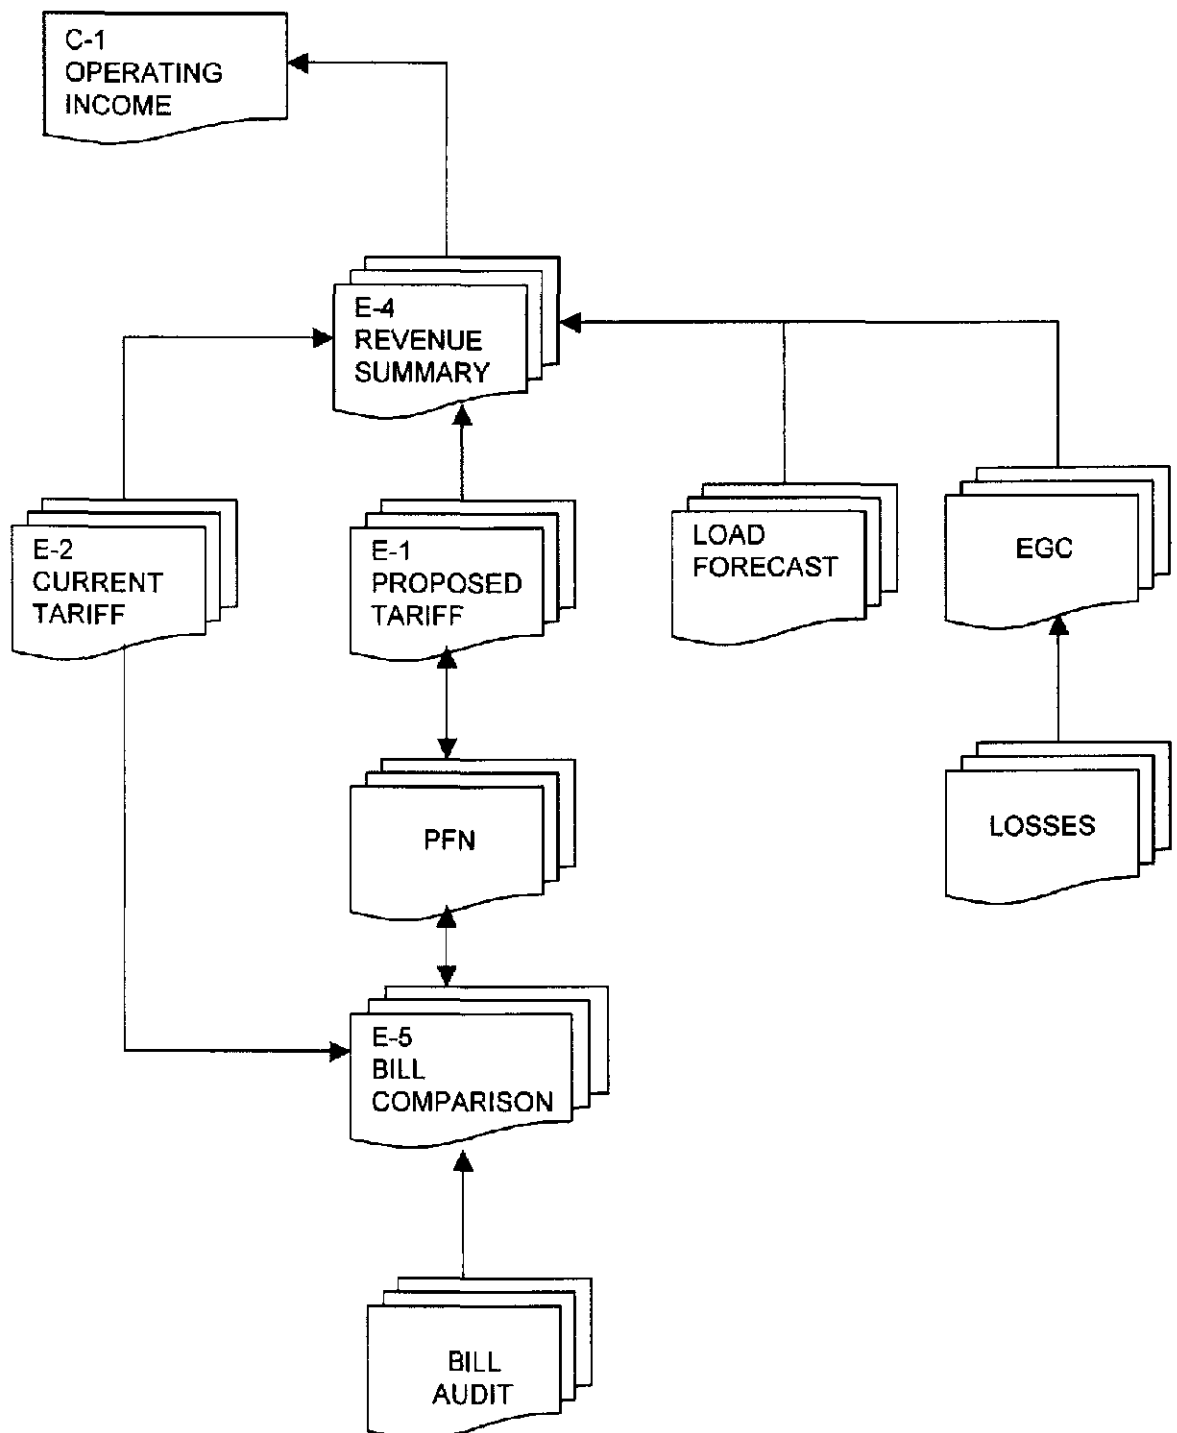 C-1
OPERATING
INCOME
E-4
REVENUE
SUMMARY
E-2
CURRENT
TARIFF
E-1
PROPOSED
TARIFF
LOAD
FORECAST
EGC
PFN
LOSSES
E-5
BILL
COMPARISON
BILL
AUDIT